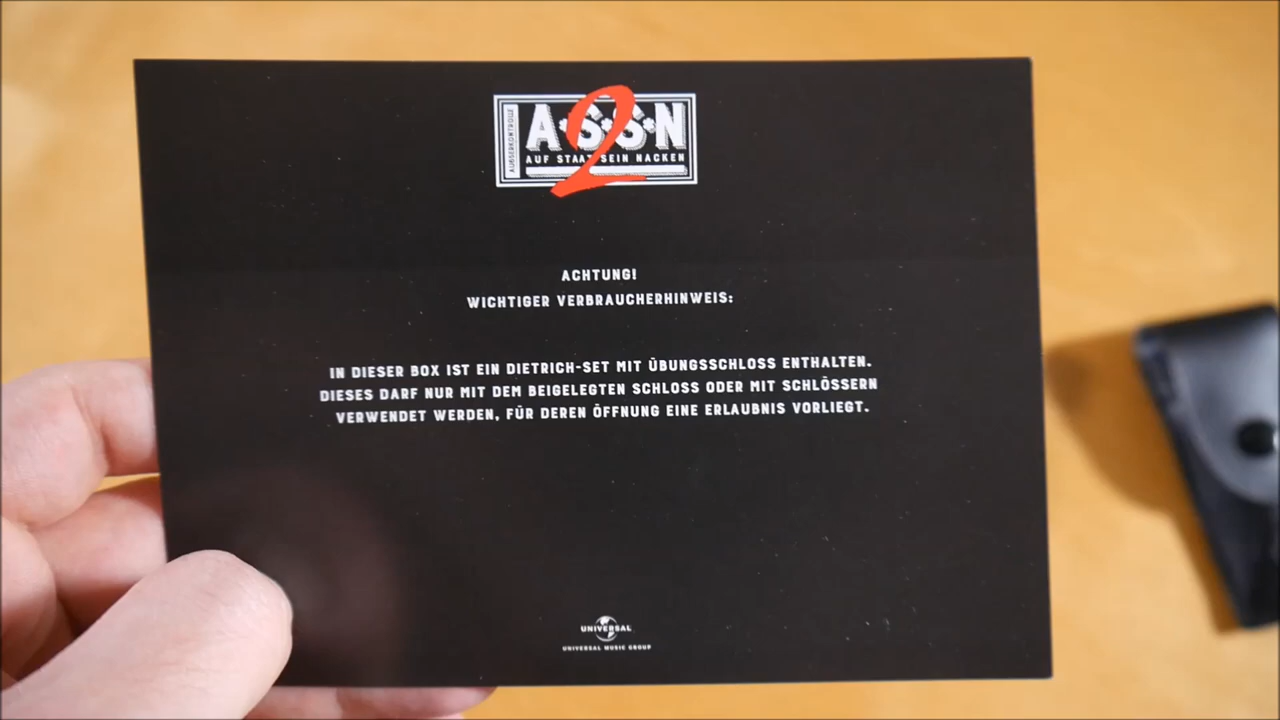 AUSSERKONTROLLE
A.S.S.N
2
AUF STAAT SEIN NACKEN
ACHTUNG!
WICHTIGER VERBRAUCHERHINWEIS:
IN DIESER BOX IST EIN DIETRICH-SET MIT ÜBUNGSSCHLOSS ENTHALTEN.
DIESES DARF NUR MIT DEM BEIGELEGTEN SCHLOSS ODER MIT SCHLÖSSERN
VERWENDET WERDEN, FÜR DEREN ÖFFNUNG EINE ERLAUBNIS VORLIEGT.
UNIVERSAL
UNIVERSAL MUSIC GROUP